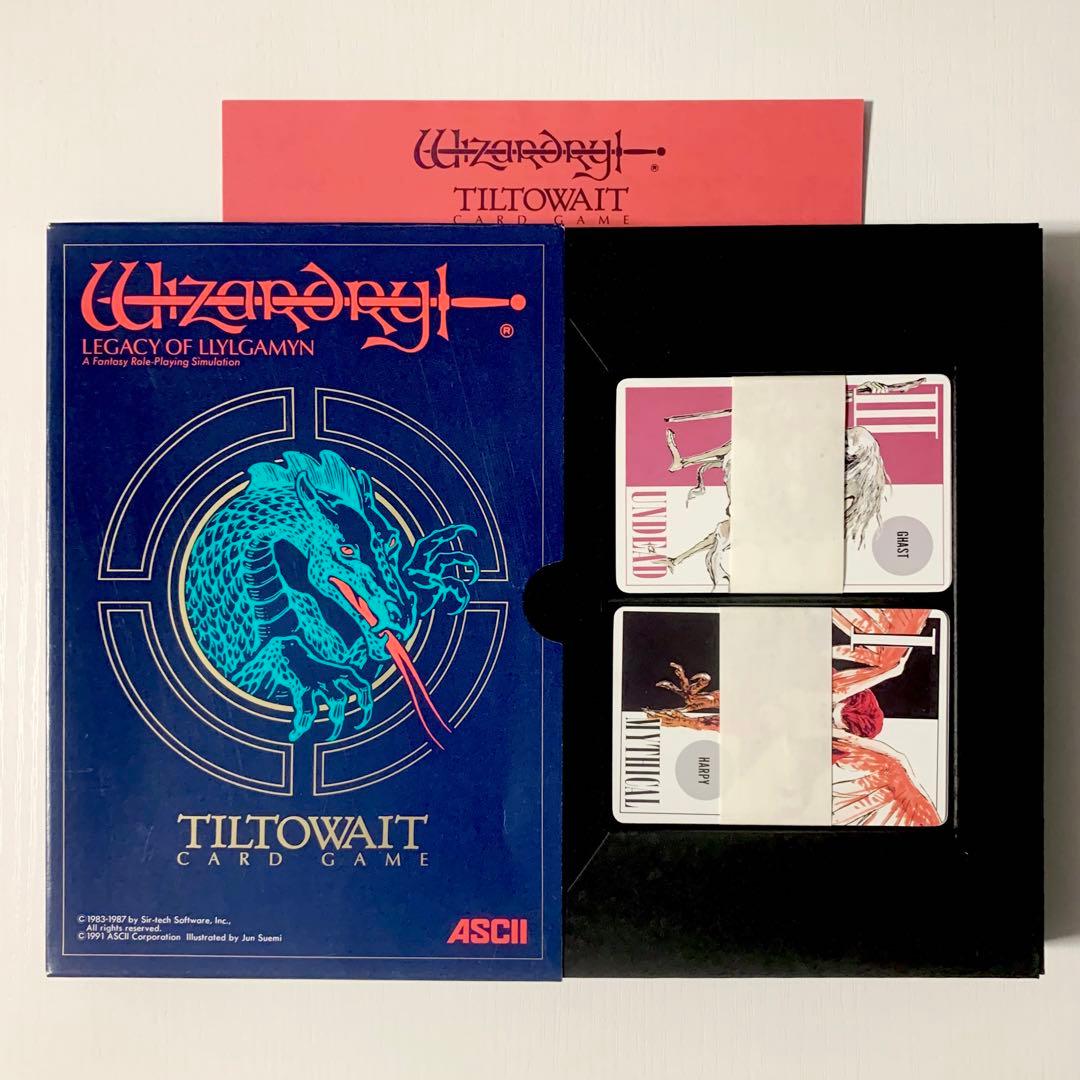 Wizardry®
TILTOWAIT
CARD GAME
Wizardry®
LEGACY OF LLYLGAMYN
A Fantasy Role-Playing Simulation
TILTOWAIT
CARD GAME
© 1983-1987 by Sir-tech Software, Inc.,
All rights reserved.
© 1991 ASCII Corporation Illustrated by Jun Suemi
ASCII
III
UNDEAD
GHAST
I
MYTHICAL
HARPY